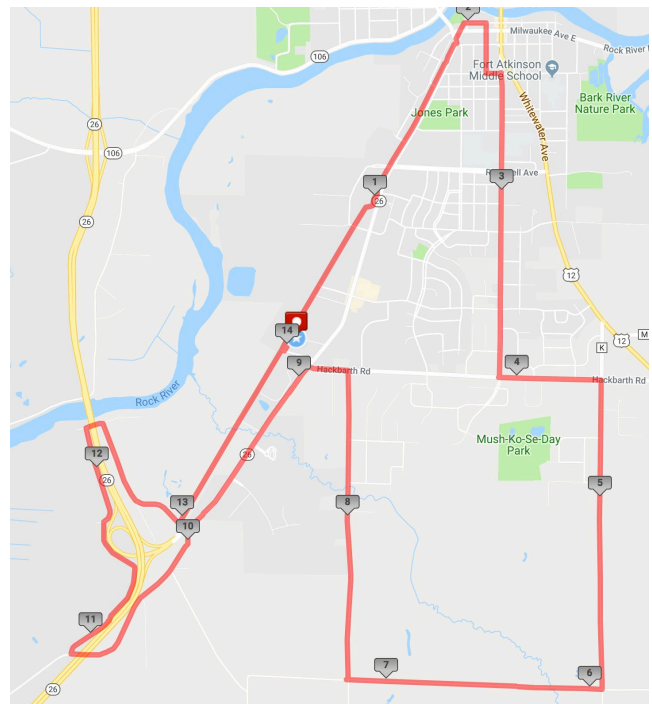 2
Milwaukee Ave E
106
Rock River
Fort Atkinson
Middle School
Whitewater Ave
Bark River
Nature Park
Jones Park
26
106
3
1
26
26
12
14
K
M
12
9
Hackbarth Rd
4
Hackbarth Rd
Rock River
Mush-Ko-Se-Day
Park
12
26
26
5
13
8
10
11
7
6
26